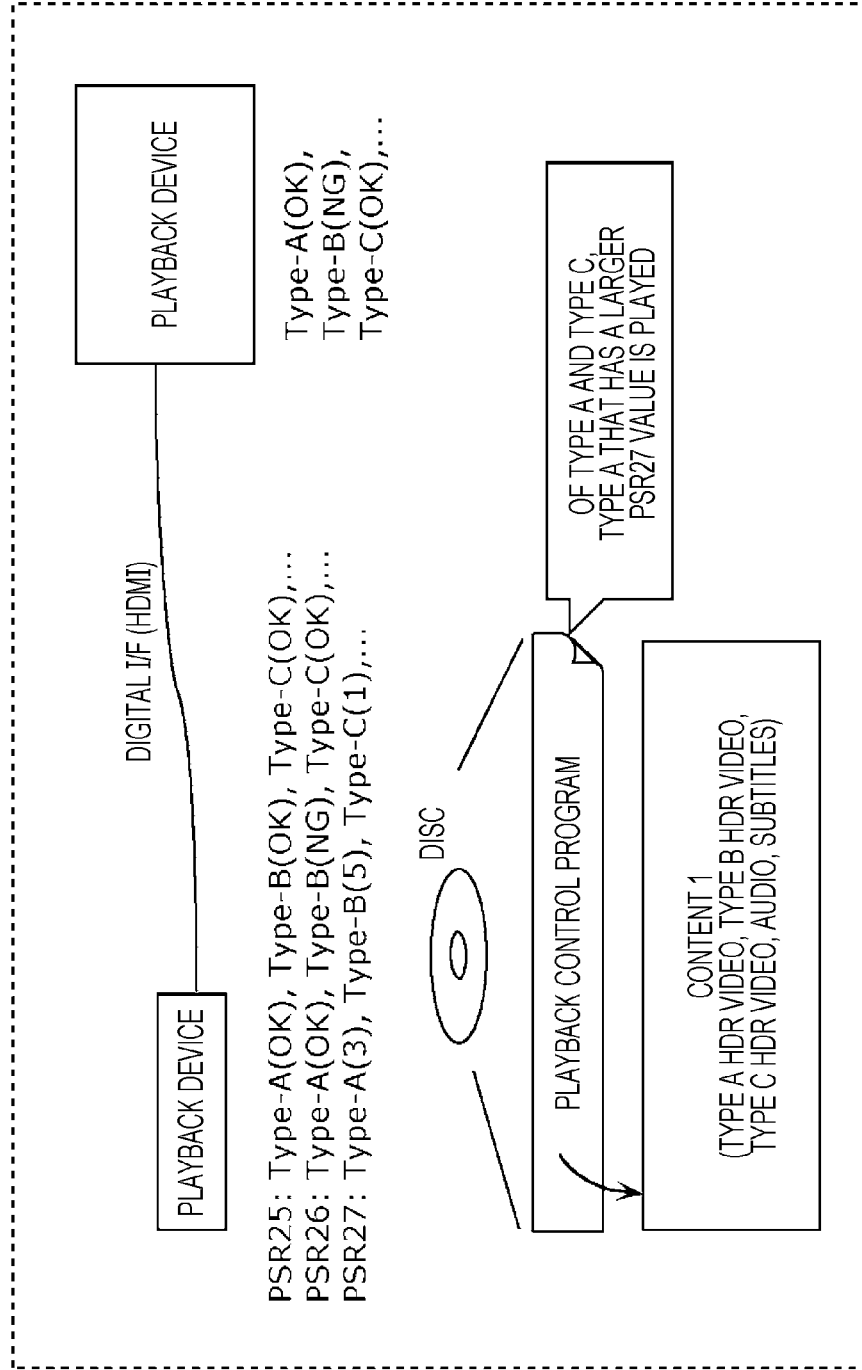 PLAYBACK DEVICE
DIGITAL I/F (HDMI)
PLAYBACK DEVICE
PSR25: Type-A(OK), Type-B(OK), Type-C(OK),...
PSR26: Type-A(OK), Type-B(NG), Type-C(OK),...
PSR27: Type-A(3), Type-B(5), Type-C(1),...
Type-A(OK),
Type-B(NG),
Type-C(OK),...
DISC
PLAYBACK CONTROL PROGRAM
OF TYPE A AND TYPE C,
TYPE A THAT HAS A LARGER
PSR27 VALUE IS PLAYED
CONTENT 1
(TYPE A HDR VIDEO, TYPE B HDR VIDEO,
TYPE C HDR VIDEO, AUDIO, SUBTITLES)